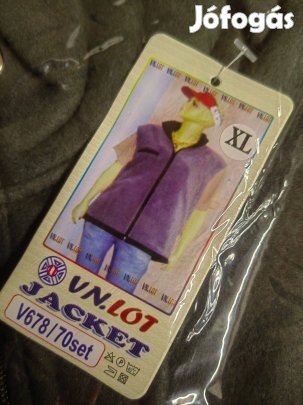 Jófogás
XL
VN.LOT
JACKET
V678/70set